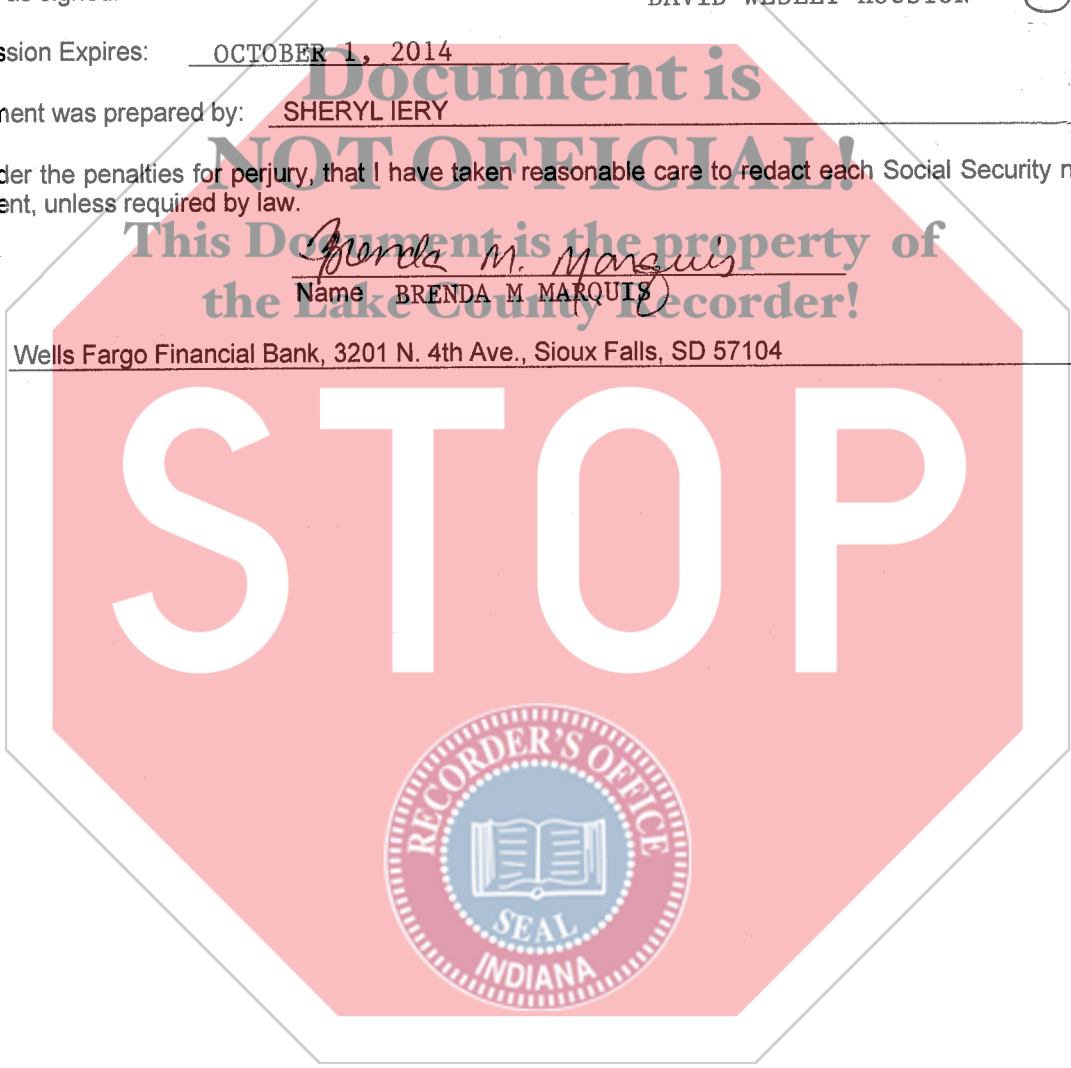 as signed.
DAVID WESLEY HOUSTON
ssion Expires: OCTOBER 1, 2014
Document is
ment was prepared by: SHERYL IERY
NOT OFFICIAL!
der the penalties for perjury, that I have taken reasonable care to redact each Social Security n
ent, unless required by law.
This Document is the property of
Brenda M. Marquis
Name BRENDA M MARQUIS
the Lake County Recorder!
Wells Fargo Financial Bank, 3201 N. 4th Ave., Sioux Falls, SD 57104
STOP
RECORDER'S OFFICE
SEAL
INDIANA